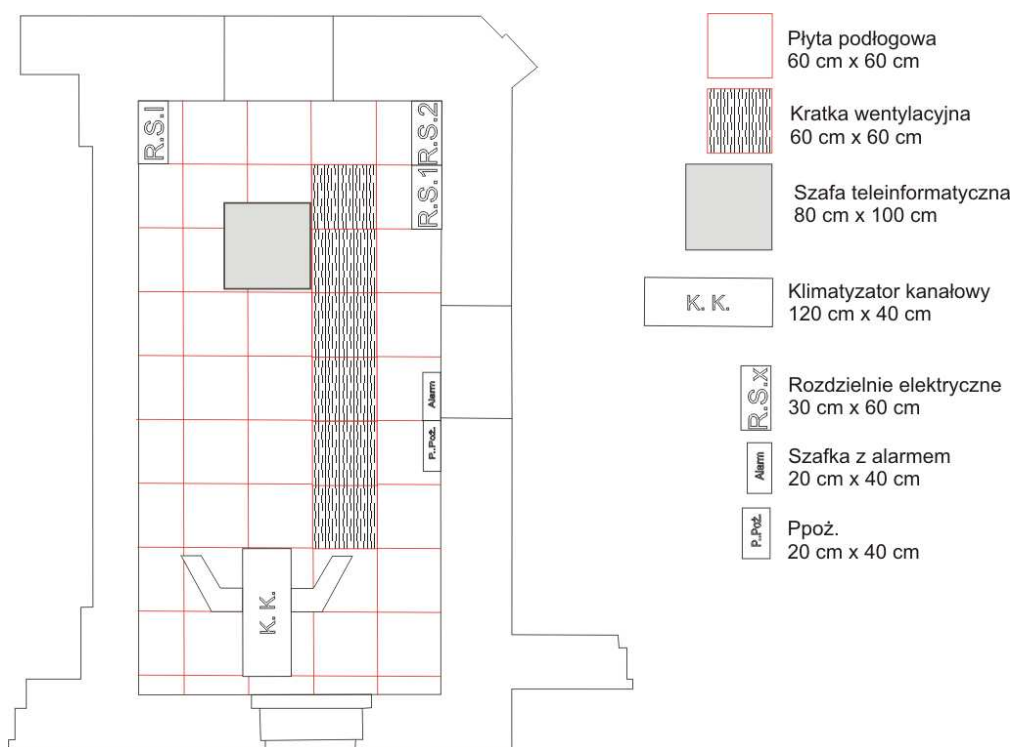 R.S.I
R.S.2
R.S.1
Alarm
P..Poż.
K. K.
Płyta podłogowa
60 cm x 60 cm
Kratka wentylacyjna
60 cm x 60 cm
Szafa teleinformatyczna
80 cm x 100 cm
K. K.
Klimatyzator kanałowy
120 cm x 40 cm
R.S.x
Rozdzielnie elektryczne
30 cm x 60 cm
Alarm
Szafka z alarmem
20 cm x 40 cm
P..Poż.
Ppoż.
20 cm x 40 cm